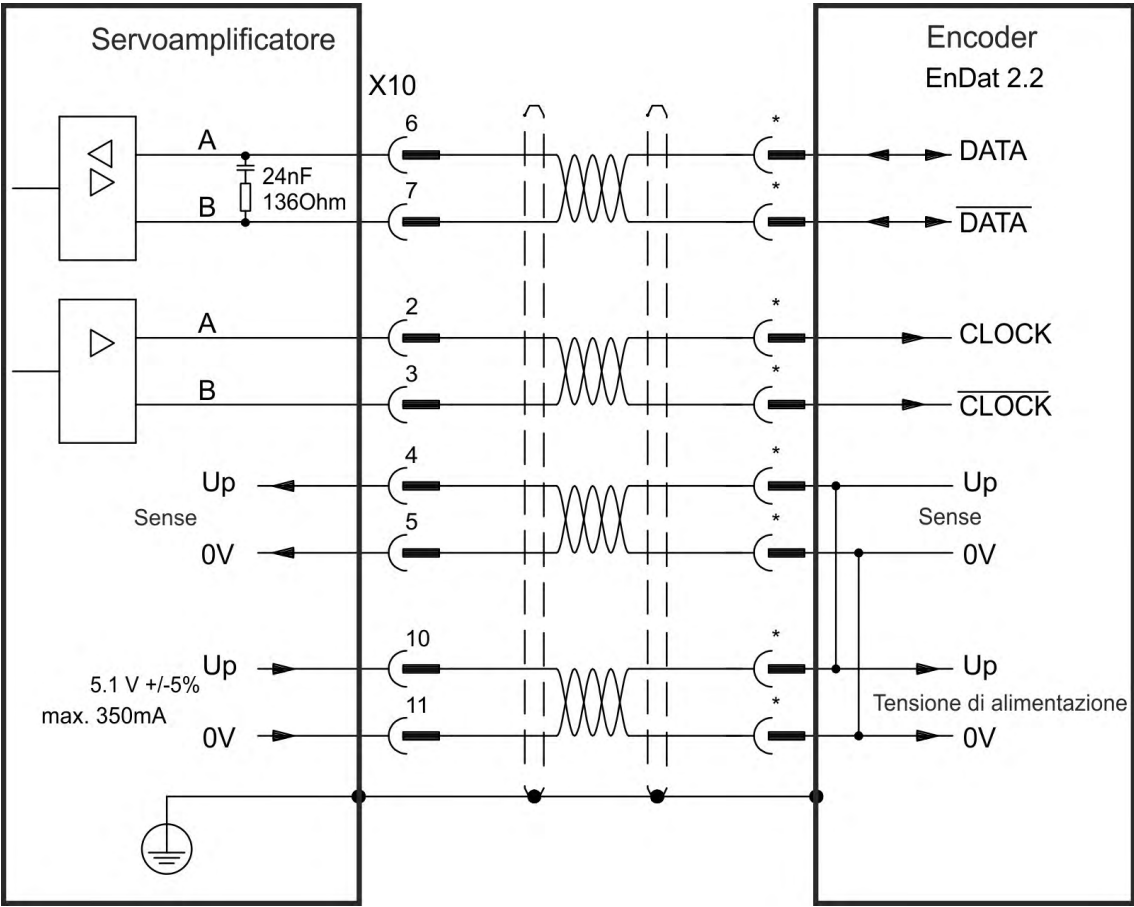 Servoamplificatore
Encoder
EnDat 2.2
X10
A
24nF
136Ohm
B
6
7
*
*
DATA
DATA
A
B
2
3
*
*
CLOCK
CLOCK
Up
Sense
0V
4
5
*
*
Up
Sense
0V
Up
5.1 V +/-5%
max. 350mA
0V
10
11
*
*
Up
Tensione di alimentazione
0V